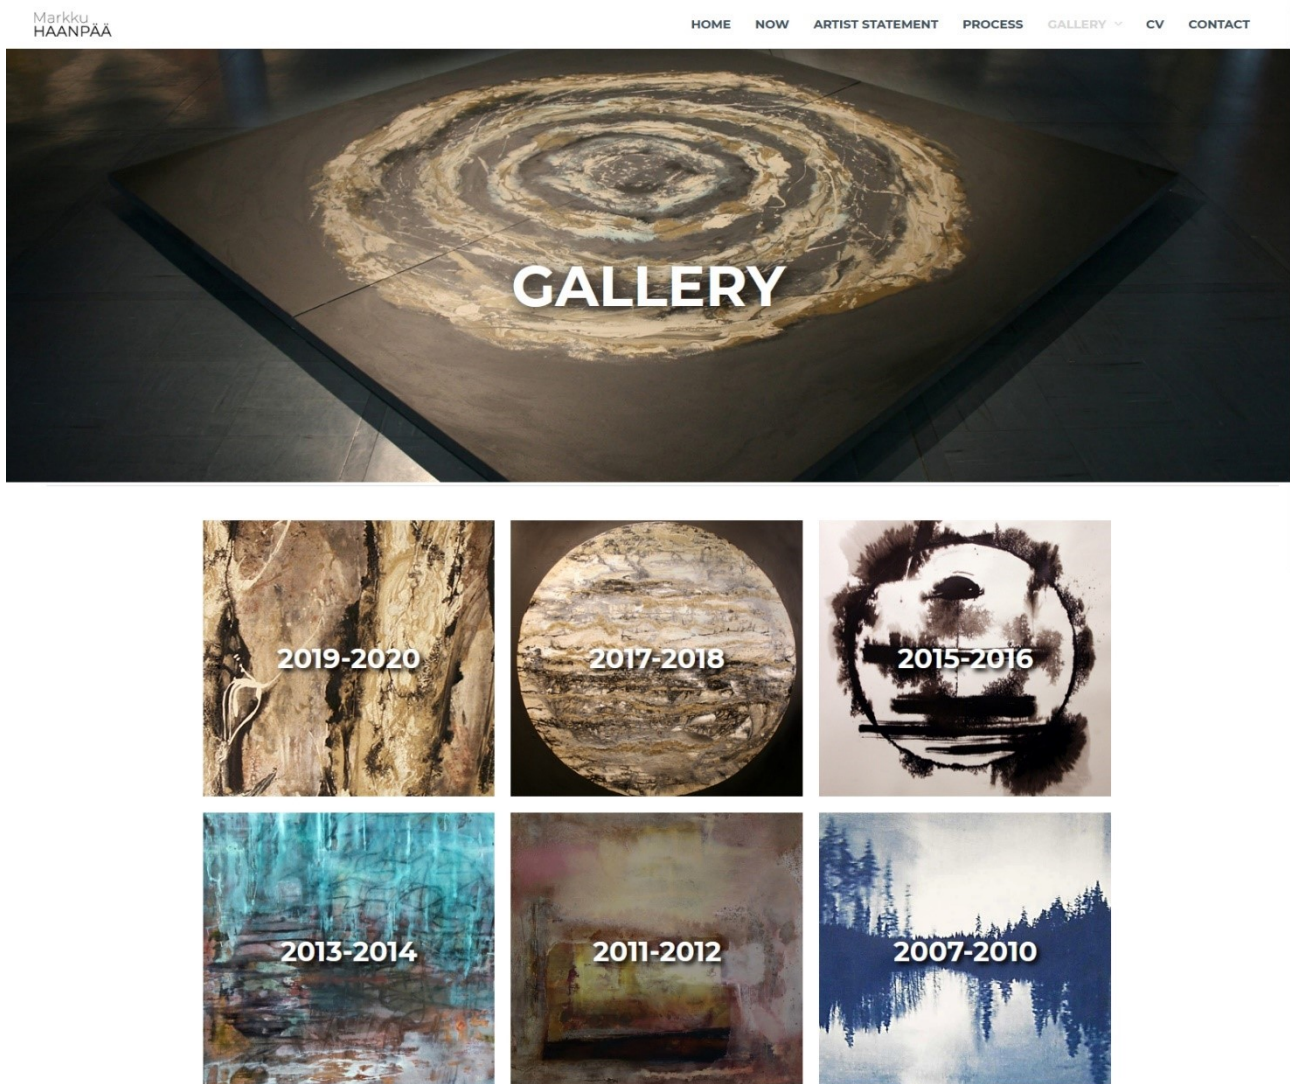 Markku
HAANPÄÄ
HOME NOW ARTIST STATEMENT PROCESS GALLERY CV CONTACT
GALLERY
2019-2020 2017-2018 2015-2016
2013-2014 2011-2012 2007-2010